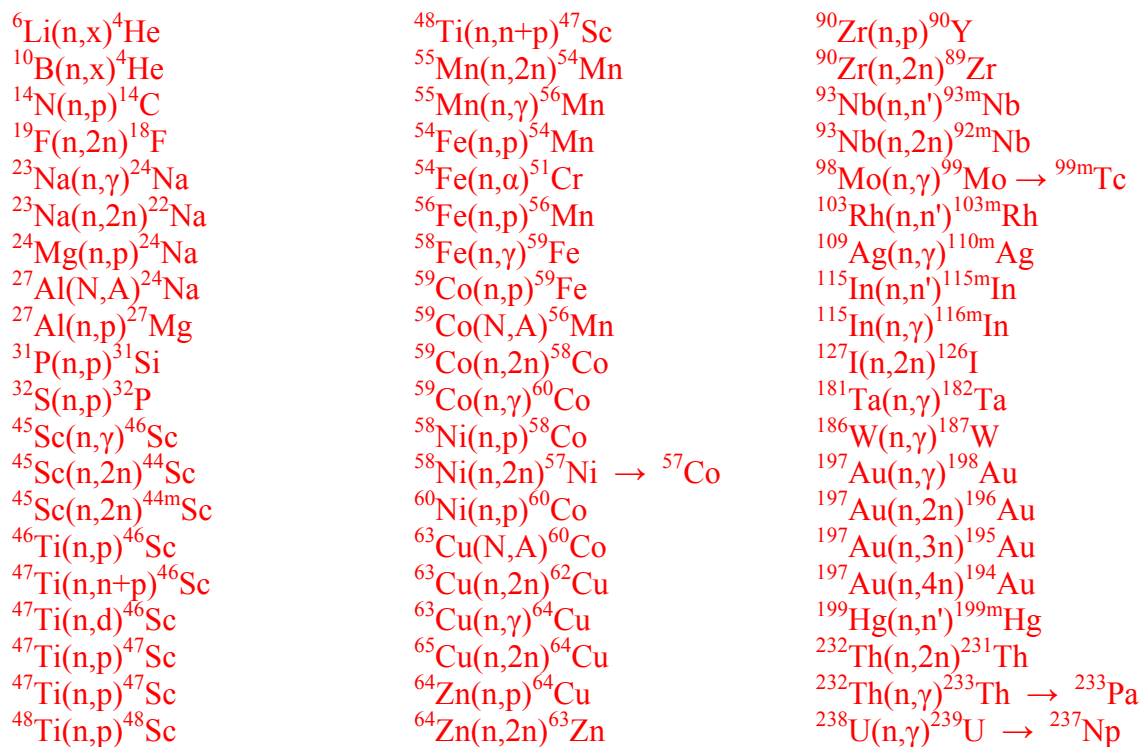 ⁶Li(n,x)⁴He
¹⁰B(n,x)⁴He
¹⁴N(n,p)¹⁴C
¹⁹F(n,2n)¹⁸F
²³Na(n,γ)²⁴Na
²³Na(n,2n)²²Na
²⁴Mg(n,p)²⁴Na
²⁷Al(N,A)²⁴Na
²⁷Al(n,p)²⁷Mg
³¹P(n,p)³¹Si
³²S(n,p)³²P
⁴⁵Sc(n,γ)⁴⁶Sc
⁴⁵Sc(n,2n)⁴⁴Sc
⁴⁵Sc(n,2n)⁴⁴ᵐSc
⁴⁶Ti(n,p)⁴⁶Sc
⁴⁷Ti(n,n+p)⁴⁶Sc
⁴⁷Ti(n,d)⁴⁶Sc
⁴⁷Ti(n,p)⁴⁷Sc
⁴⁷Ti(n,p)⁴⁷Sc
⁴⁸Ti(n,p)⁴⁸Sc
⁴⁸Ti(n,n+p)⁴⁷Sc
⁵⁵Mn(n,2n)⁵⁴Mn
⁵⁵Mn(n,γ)⁵⁶Mn
⁵⁴Fe(n,p)⁵⁴Mn
⁵⁴Fe(n,α)⁵¹Cr
⁵⁶Fe(n,p)⁵⁶Mn
⁵⁸Fe(n,γ)⁵⁹Fe
⁵⁹Co(n,p)⁵⁹Fe
⁵⁹Co(N,A)⁵⁶Mn
⁵⁹Co(n,2n)⁵⁸Co
⁵⁹Co(n,γ)⁶⁰Co
⁵⁸Ni(n,p)⁵⁸Co
⁵⁸Ni(n,2n)⁵⁷Ni → ⁵⁷Co
⁶⁰Ni(n,p)⁶⁰Co
⁶³Cu(N,A)⁶⁰Co
⁶³Cu(n,2n)⁶²Cu
⁶³Cu(n,γ)⁶⁴Cu
⁶⁵Cu(n,2n)⁶⁴Cu
⁶⁴Zn(n,p)⁶⁴Cu
⁶⁴Zn(n,2n)⁶³Zn
⁹⁰Zr(n,p)⁹⁰Y
⁹⁰Zr(n,2n)⁸⁹Zr
⁹³Nb(n,n')⁹³ᵐNb
⁹³Nb(n,2n)⁹²ᵐNb
⁹⁸Mo(n,γ)⁹⁹Mo → ⁹⁹ᵐTc
¹⁰³Rh(n,n')¹⁰³ᵐRh
¹⁰⁹Ag(n,γ)¹¹⁰ᵐAg
¹¹⁵In(n,n')¹¹⁵ᵐIn
¹¹⁵In(n,γ)¹¹⁶ᵐIn
¹²⁷I(n,2n)¹²⁶I
¹⁸¹Ta(n,γ)¹⁸²Ta
¹⁸⁶W(n,γ)¹⁸⁷W
¹⁹⁷Au(n,γ)¹⁹⁸Au
¹⁹⁷Au(n,2n)¹⁹⁶Au
¹⁹⁷Au(n,3n)¹⁹⁵Au
¹⁹⁷Au(n,4n)¹⁹⁴Au
¹⁹⁹Hg(n,n')¹⁹⁹ᵐHg
²³²Th(n,2n)²³¹Th
²³²Th(n,γ)²³³Th → ²³³Pa
²³⁸U(n,γ)²³⁹U → ²³⁷Np